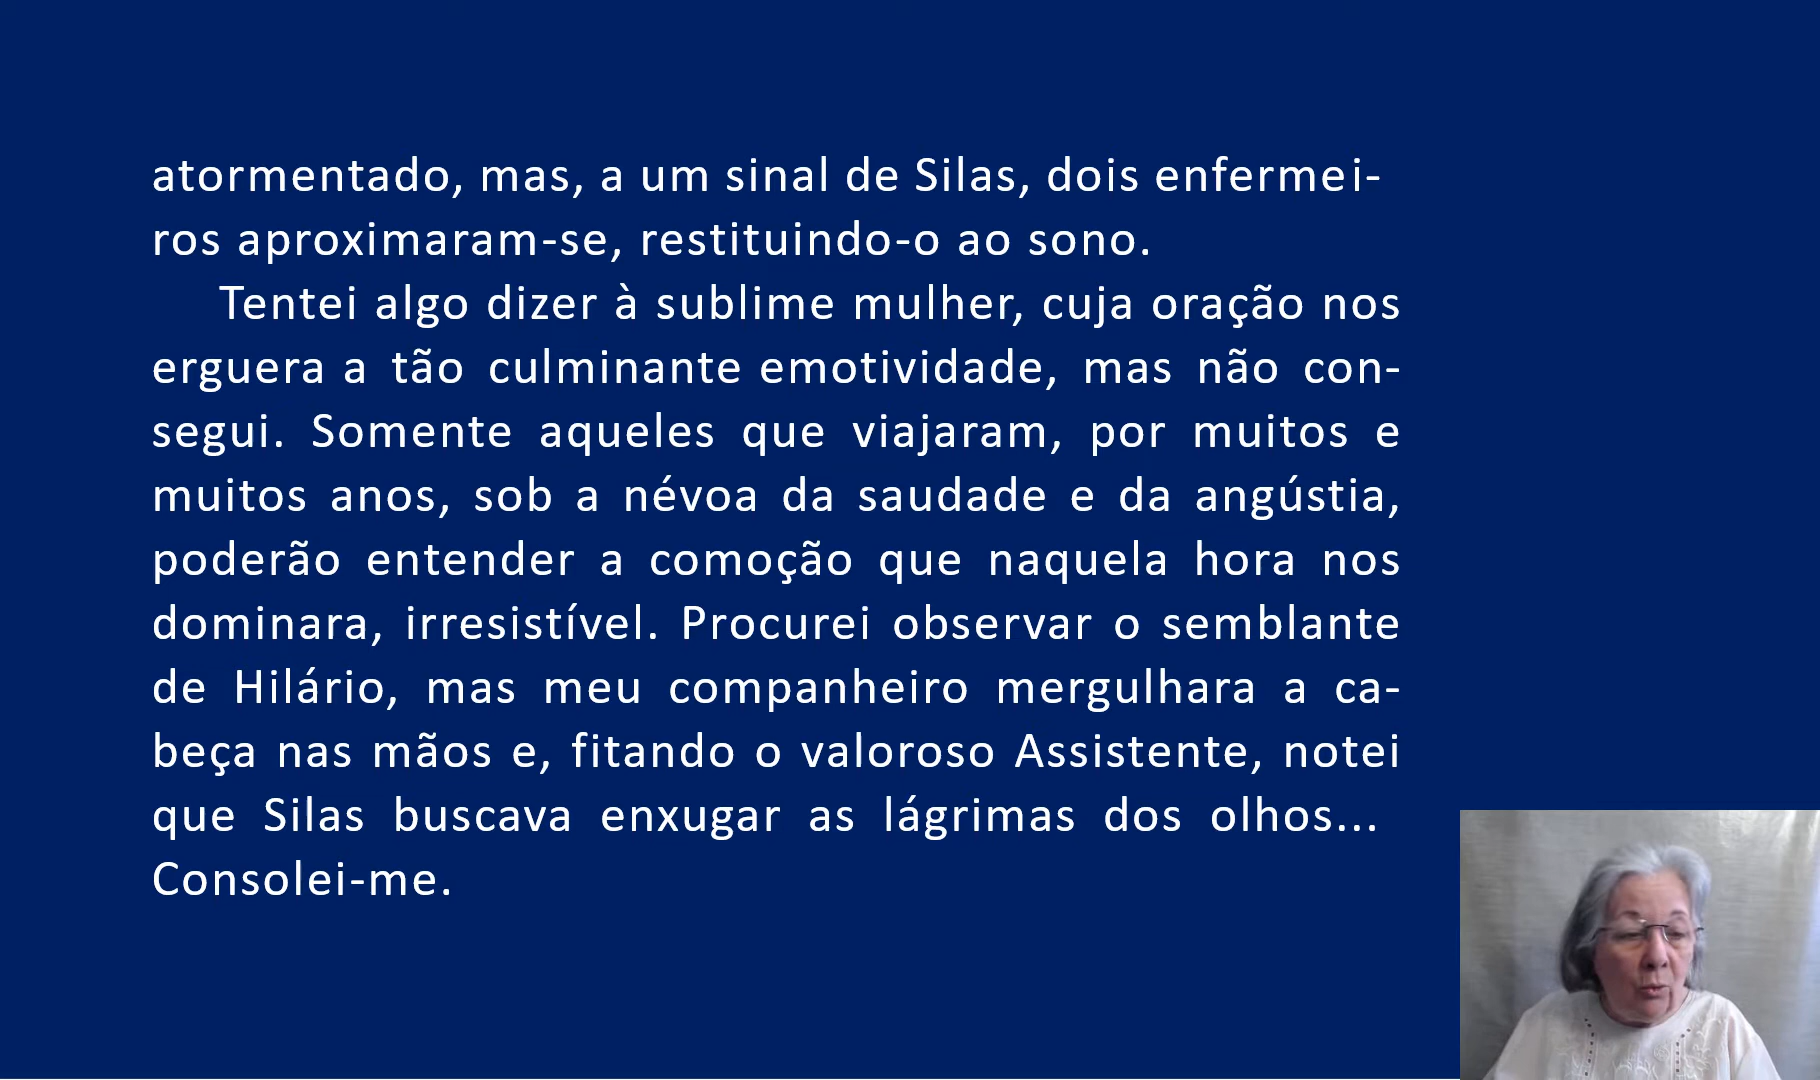 atormentado, mas, a um sinal de Silas, dois enfermei-
ros aproximaram-se, restituindo-o ao sono.
Tentei algo dizer à sublime mulher, cuja oração nos
erguera a tão culminante emotividade, mas não con-
segui. Somente aqueles que viajaram, por muitos e
muitos anos, sob a névoa da saudade e da angústia,
poderão entender a comoção que naquela hora nos
dominara, irresistível. Procurei observar o semblante
de Hilário, mas meu companheiro mergulhara a ca-
beça nas mãos e, fitando o valoroso Assistente, notei
que Silas buscava enxugar as lágrimas dos olhos...
Consolei-me.